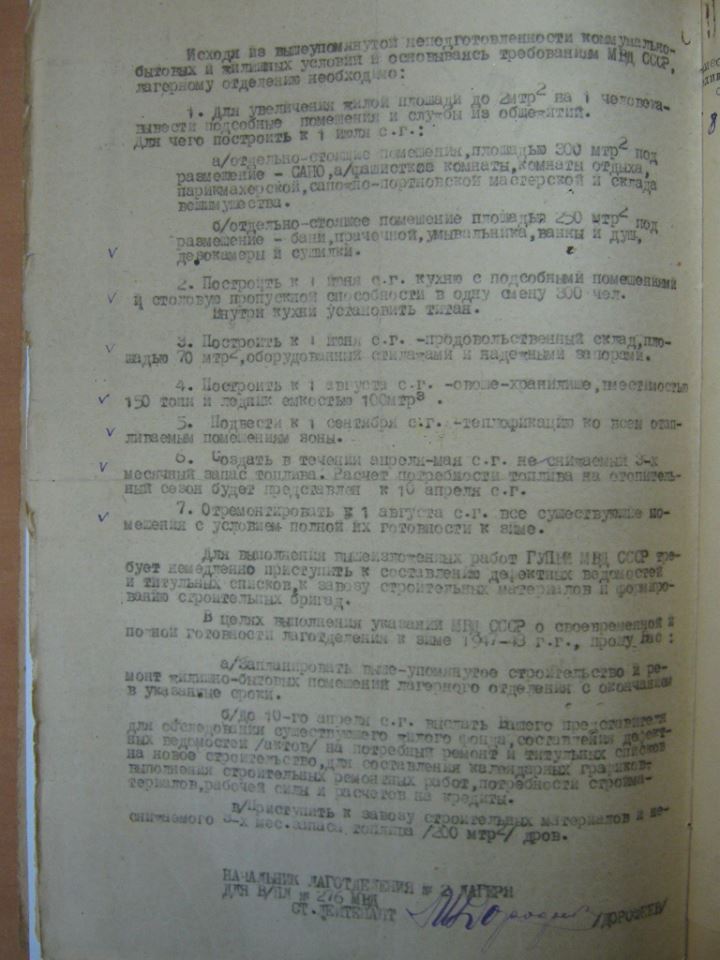 Исходя из вышеупомянутой неподготовленности коммунально-
бытовых и жилищных условий и основываясь требованиям МВД СССР,
лагерному отделению необходимо:
1. Для увеличения жилой площади до 2мтр² на 1 человека-
вывести подсобные помещения и службы из общежитий.
Для чего построить к 1 июля с.г.:
а/отдельно-стоящие помещения, площадью 300 мтр² под
размещение - САПО,а/фашистков комнаты,комнаты отдыха,
парикмахерской,сапожно-портновской мастерской и склада
вещимущества.
б/отдельно-стоящее помещение площадью 250 мтр² под
размещение - бани,прачечной,умывальника,ванны и душ,
дезокамеры и сушилки.
2. Построить к 1 июня с.г. кухню с подсобными помещениями
и столовую пропускной способности в одну смену 300 чел.
Внутри кухни установить титан.
3. Построить к 1 июня с.г. -продовольственный склад,пло-
щадью 70 мтр²,оборудованный стилажами и надежными запорами.
4. Построить к 1 августа с.г. -овоще-хранилище,вместимостью
150 тонн и ледник емкостью 100мтр³ .
5. Подвести к 1 сентября с.г. -теплофикацию ко всем отап-
ливаемым помещениям зоны.
6. Создать в течении апреля-мая с.г. не снижаемый 3-х
месячный запас топлива. Расчет потребности топлива на отопитель-
ный сезон будет представлен к 10 апреля с.г.
7. Отремонтировать к 1 августа с.г. все существующие по-
мещения с условием полной их готовности к зиме.
Для выполнения вышеизложенных работ МВД СССР тре-
бует немедленно приступить к составлению дефектных ведомостей
и титульных списков,к завозу строительных материалов и формиро-
ванию строительных бригад.
В целях выполнения указаний МВД СССР о своевременной и
полной готовности лаготделения к зиме 1947-48 г.г., прошу Вас:
а/Запланировать выше-упомянутое строительство и ре-
монт жилищно-бытовых помещений лагерного отделения с окончанием
в указанные сроки.
б/до 10-го апреля с.г. выслать Вашего представителя
для обследования существующего жилого фонда,составления дефект-
ных ведомостей /актов/ на потребный ремонт и титульных списков
на новое строительство,для составления календарных графиков-
выполнения строительных ремонтных работ,потребности стройма-
териалов,рабочей силы и расчетов на кредиты.
в/Приступить к завозу строительных материалов и не-
снижаемого 3-х мес.запаса топлива /200 мтр²/ дров.
НАЧАЛЬНИК ЛАГОТДЕЛЕНИЯ № 2 ЛАГЕРЯ
ДЛЯ В/ПЛ № 276 МВД
СТ.ЛЕЙТЕНАНТ /ДОРОФЕЕВ/
8